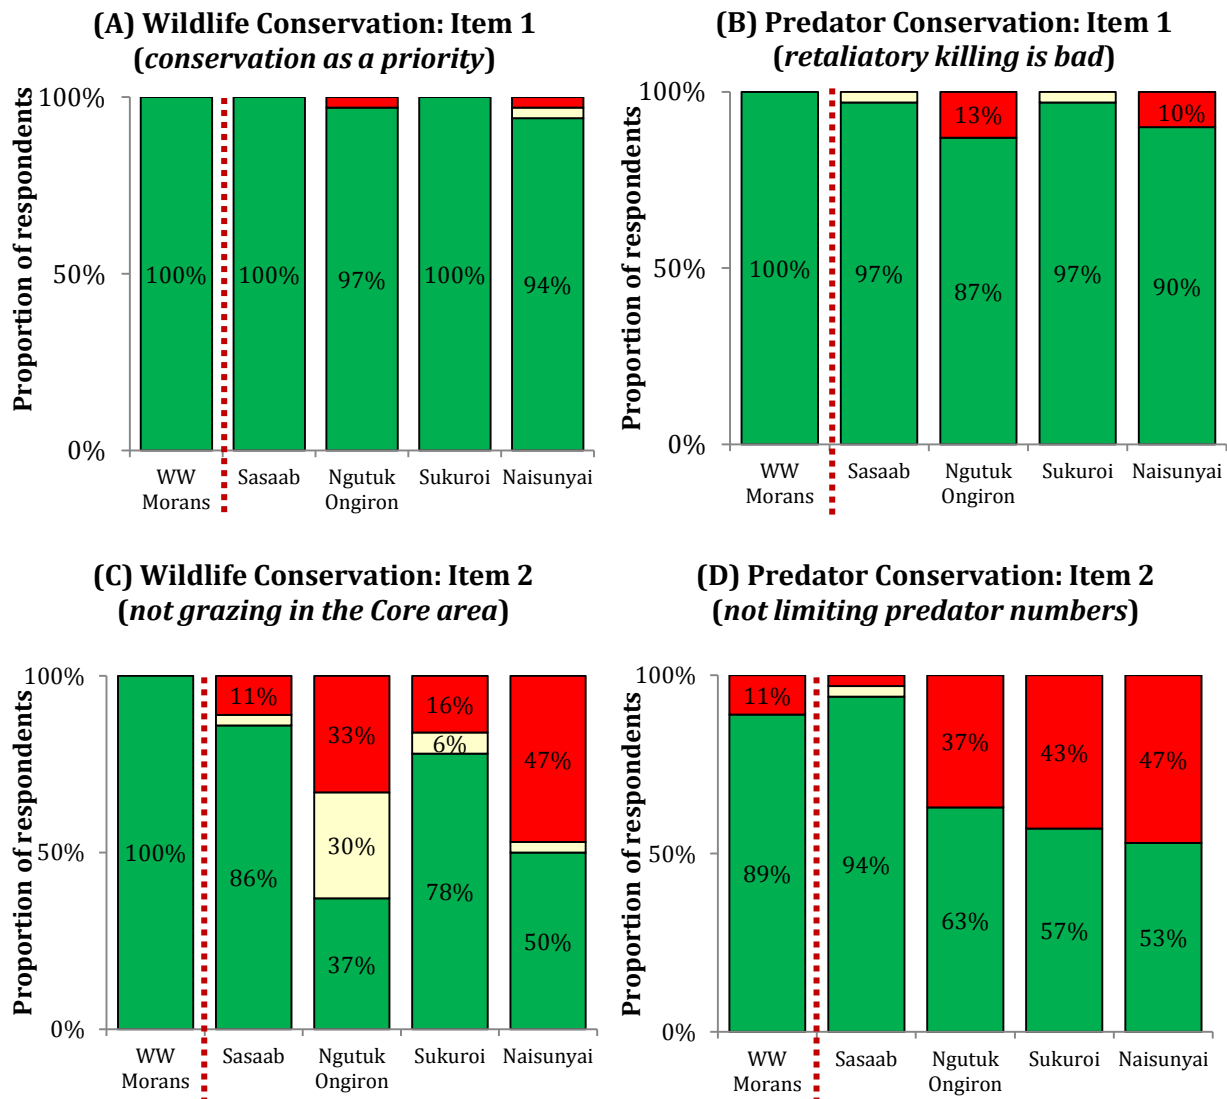 (A) Wildlife Conservation: Item 1
(conservation as a priority)
Proportion of respondents
100%
50%
0%
100%
100%
97%
100%
94%
WW Morans
Sasaab
Ngutuk Ongiron
Sukuroi
Naisunyai
(B) Predator Conservation: Item 1
(retaliatory killing is bad)
Proportion of respondents
100%
50%
0%
100%
97%
13%
87%
97%
10%
90%
WW Morans
Sasaab
Ngutuk Ongiron
Sukuroi
Naisunyai
(C) Wildlife Conservation: Item 2
(not grazing in the Core area)
Proportion of respondents
100%
50%
0%
100%
11%
86%
33%
30%
37%
16%
6%
78%
47%
50%
WW Morans
Sasaab
Ngutuk Ongiron
Sukuroi
Naisunyai
(D) Predator Conservation: Item 2
(not limiting predator numbers)
Proportion of respondents
100%
50%
0%
11%
89%
94%
37%
63%
43%
57%
47%
53%
WW Morans
Sasaab
Ngutuk Ongiron
Sukuroi
Naisunyai